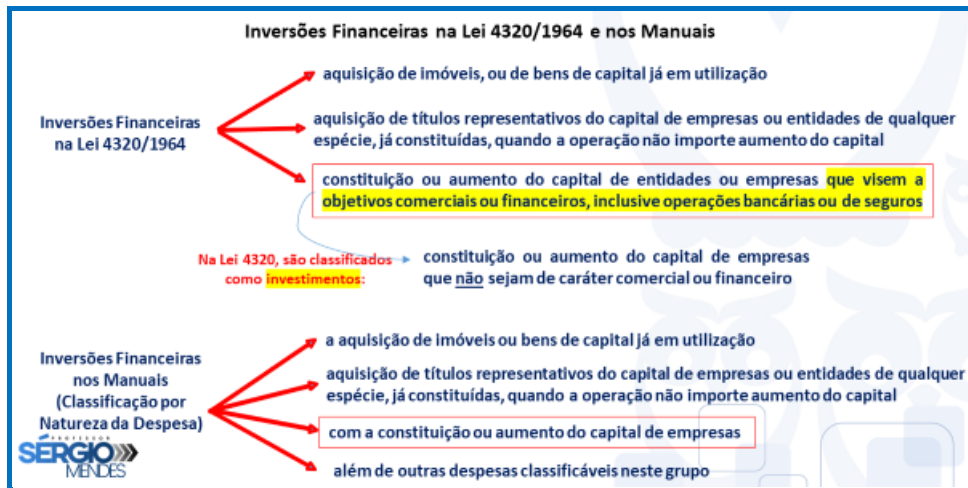 Inversões Financeiras na Lei 4320/1964 e nos Manuais
aquisição de imóveis, ou de bens de capital já em utilização
Inversões Financeiras
na Lei 4320/1964
aquisição de títulos representativos do capital de empresas ou entidades de qualquer
espécie, já constituídas, quando a operação não importe aumento do capital
constituição ou aumento do capital de entidades ou empresas que visem a
objetivos comerciais ou financeiros, inclusive operações bancárias ou de seguros
Na Lei 4320, são classificados
como investimentos:
constituição ou aumento do capital de empresas
que não sejam de caráter comercial ou financeiro
a aquisição de imóveis ou bens de capital já em utilização
Inversões Financeiras
nos Manuais
(Classificação por
Natureza da Despesa)
aquisição de títulos representativos do capital de empresas ou entidades de qualquer
espécie, já constituídas, quando a operação não importe aumento do capital
com a constituição ou aumento do capital de empresas
além de outras despesas classificáveis neste grupo
PROFESSOR
SÉRGIO
MENDES